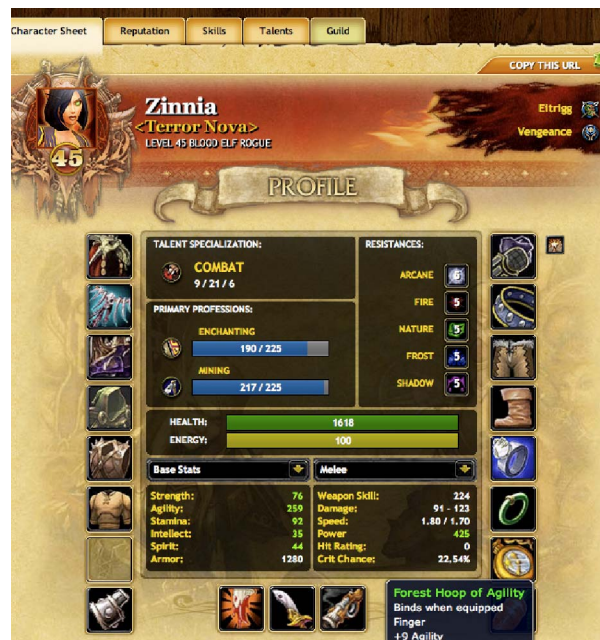 Character Sheet
Reputation
Skills
Talents
Guild
COPY THIS URL
Zinnia
<Terror Nova>
LEVEL 45 BLOOD ELF ROGUE
45
Eitrigg
Vengeance
PROFILE
TALENT SPECIALIZATION:
COMBAT
9 / 21 / 6
PRIMARY PROFESSIONS:
ENCHANTING
190 / 225
MINING
217 / 225
RESISTANCES:
ARCANE 6
FIRE 5
NATURE 5
FROST 5
SHADOW 5
HEALTH: 1618
ENERGY: 100
Base Stats
Strength: 76
Agility: 259
Stamina: 92
Intellect: 35
Spirit: 44
Armor: 1280
Melee
Weapon Skill: 224
Damage: 91 - 123
Speed: 1.80 / 1.70
Power 425
Hit Rating: 0
Crit Chance: 22.54%
Forest Hoop of Agility
Binds when equipped
Finger
+9 Agility